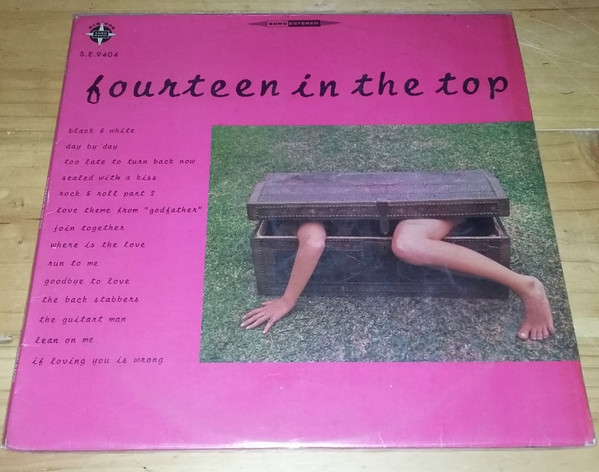 S.E.9404
STEREO
fourteen in the top
black & white
day by day
too late to turn back now
sealed with a kiss
rock & roll part 2
love theme from "godfather"
join together
where is the love
run to me
goodbye to love
the back stabbers
the guitart man
lean on me
if loving you is wrong